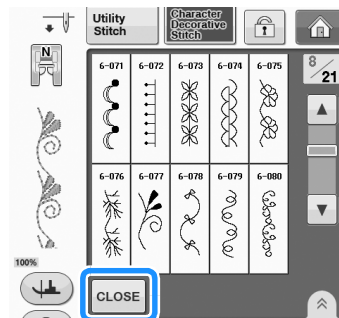 Utility
Stitch
Character
Decorative
Stitch
N
6-071 6-072 6-073 6-074 6-075
8/21
6-076 6-077 6-078 6-079 6-080
100%
CLOSE